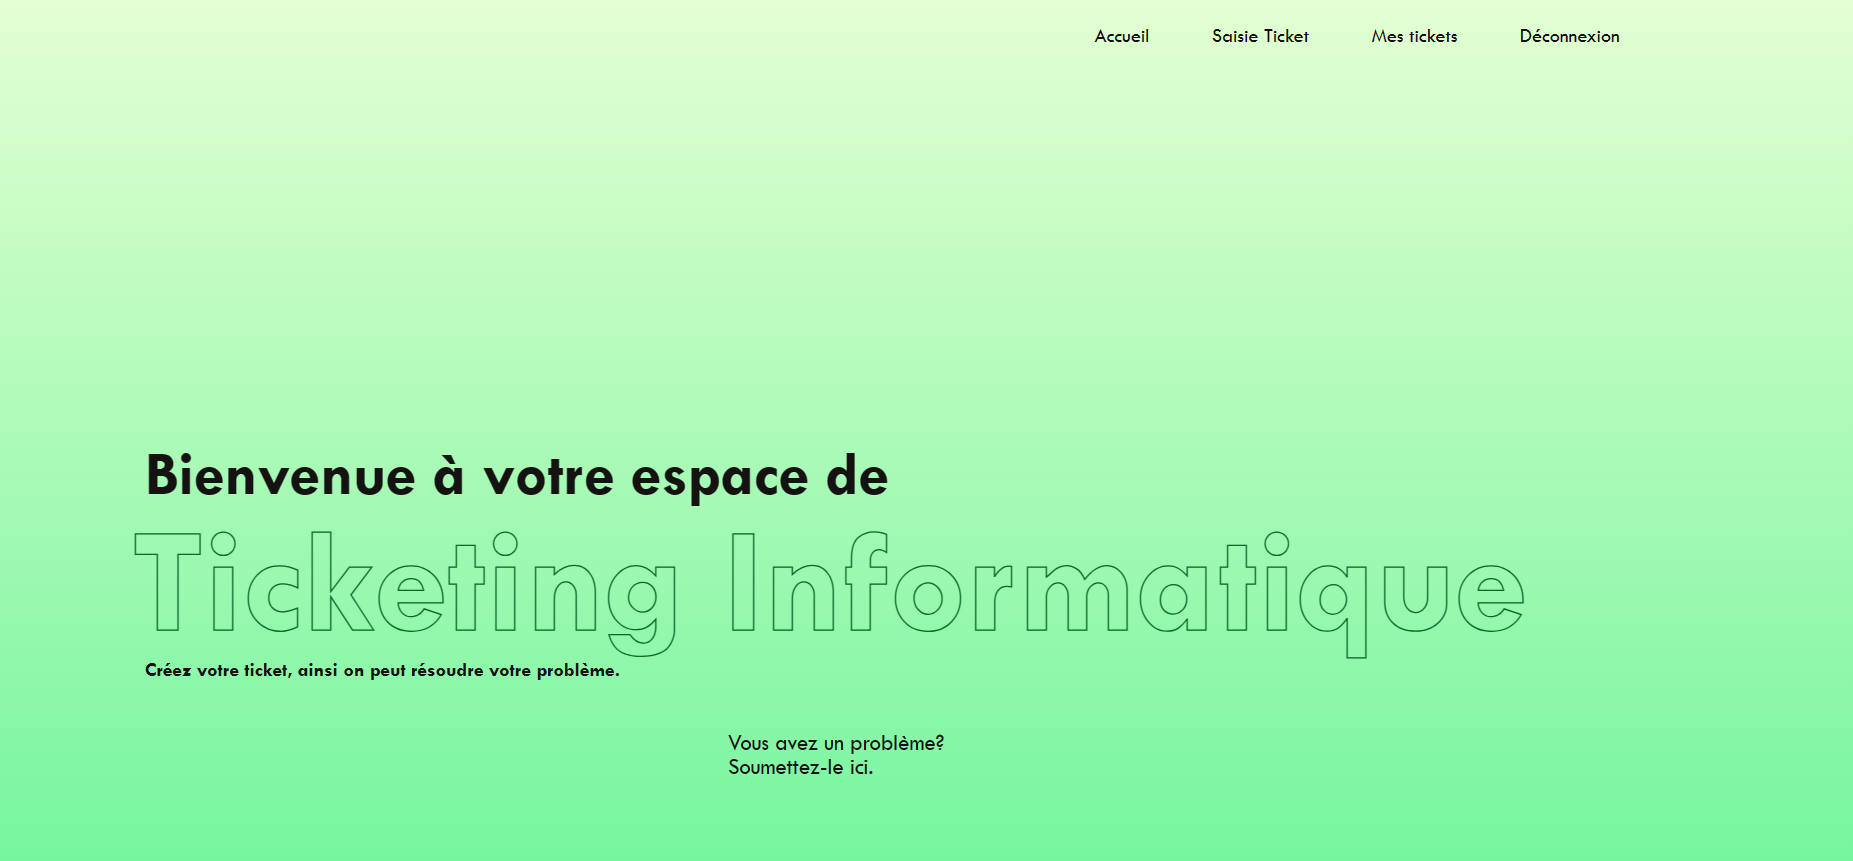 Accueil Saisie Ticket Mes tickets Déconnexion
Bienvenue à votre espace de
Ticketing Informatique
Créez votre ticket, ainsi on peut résoudre votre problème.
Vous avez un problème?
Soumettez-le ici.